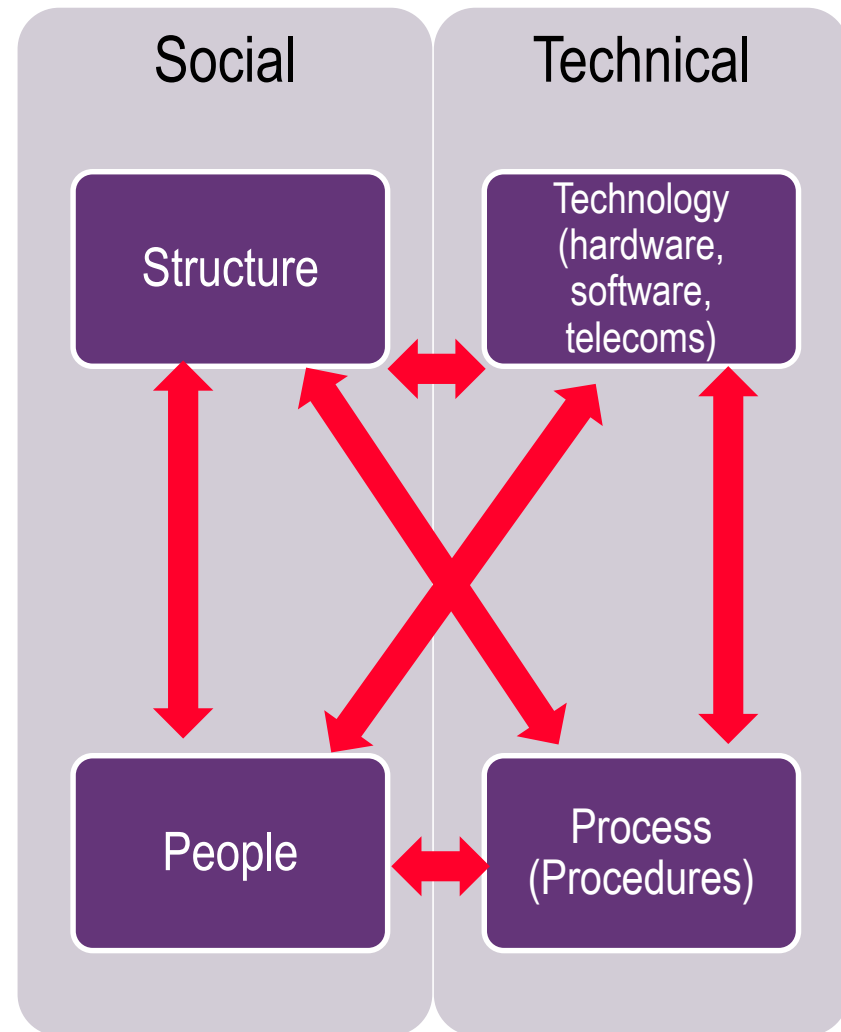 Social
Technical
Structure
Technology
(hardware,
software,
telecoms)
People
Process
(Procedures)